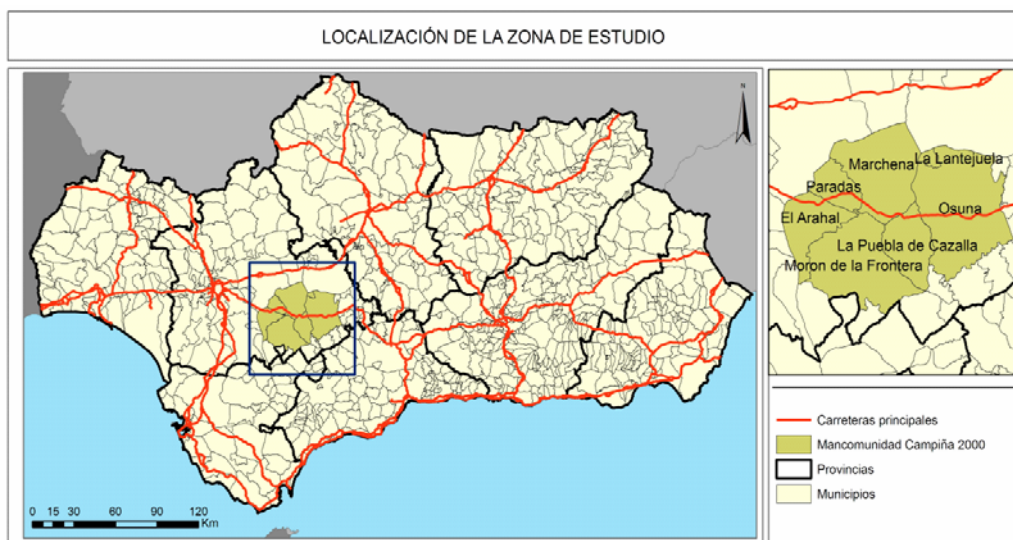 LOCALIZACIÓN DE LA ZONA DE ESTUDIO
N
Marchena
La Lantejuela
Paradas
El Arahal
Osuna
La Puebla de Cazalla
Moron de la Frontera
Carreteras principales
Mancomunidad Campiña 2000
Provincias
Municipios
0 15 30 60 90 120
Km